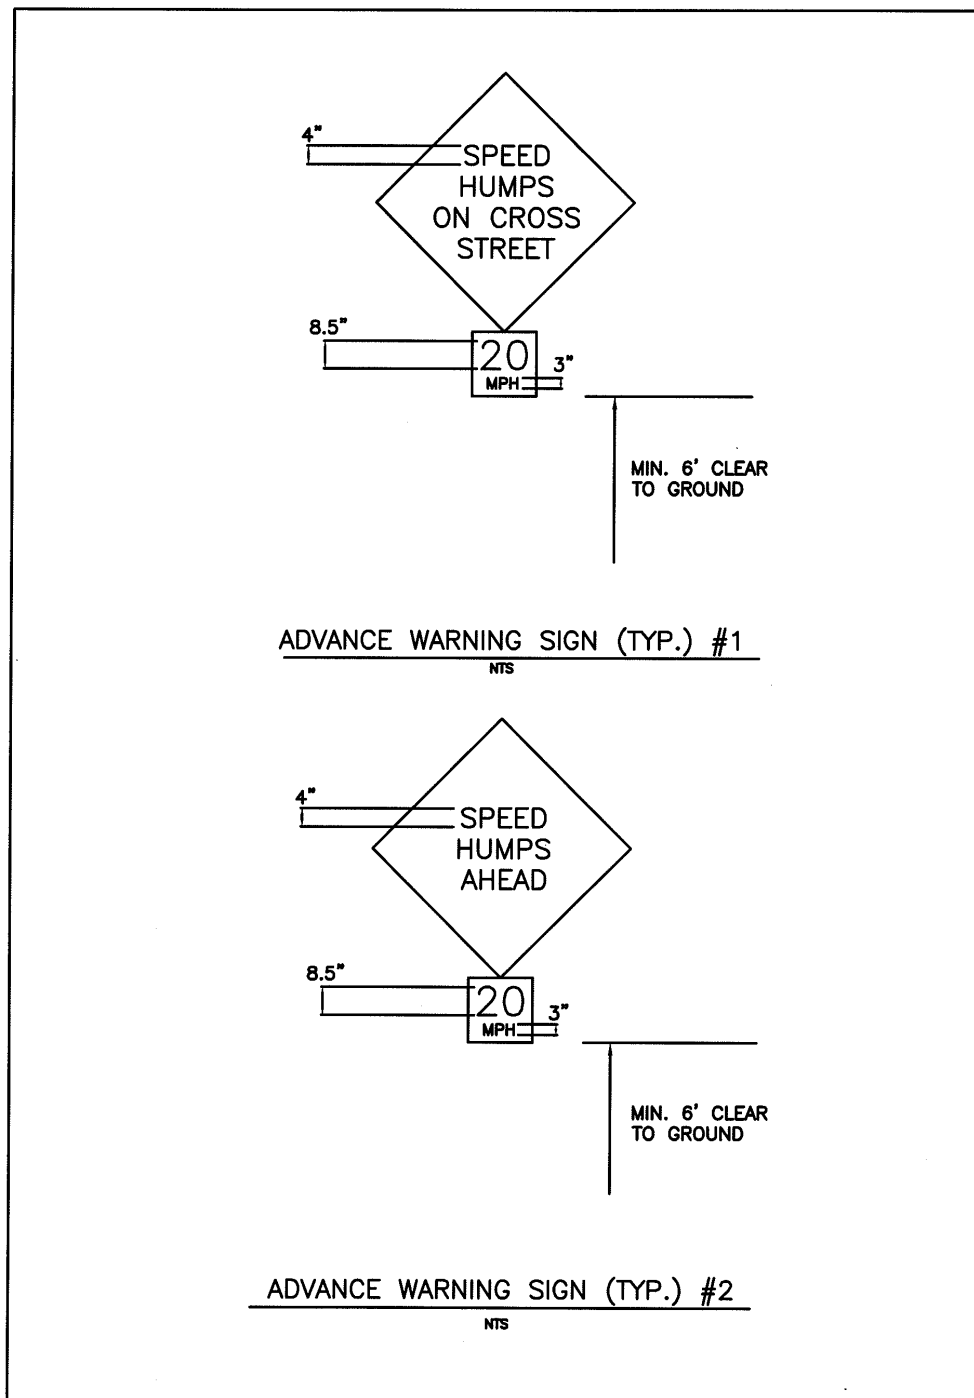 4"
SPEED
HUMPS
ON CROSS
STREET
8.5"
20
3"
MPH
MIN. 6' CLEAR
TO GROUND
ADVANCE WARNING SIGN (TYP.) #1
NTS
4"
SPEED
HUMPS
AHEAD
8.5"
20
3"
MPH
MIN. 6' CLEAR
TO GROUND
ADVANCE WARNING SIGN (TYP.) #2
NTS